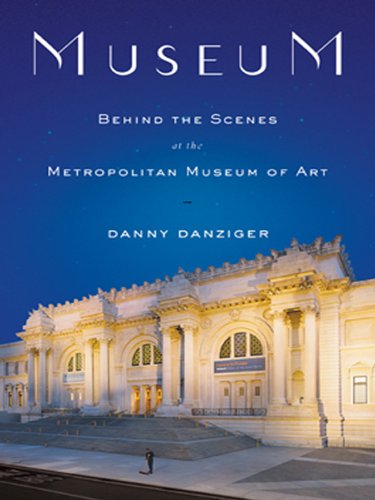 MUSEUM
BEHIND THE SCENES
at the
METROPOLITAN MUSEUM OF ART
DANNY DANZIGER